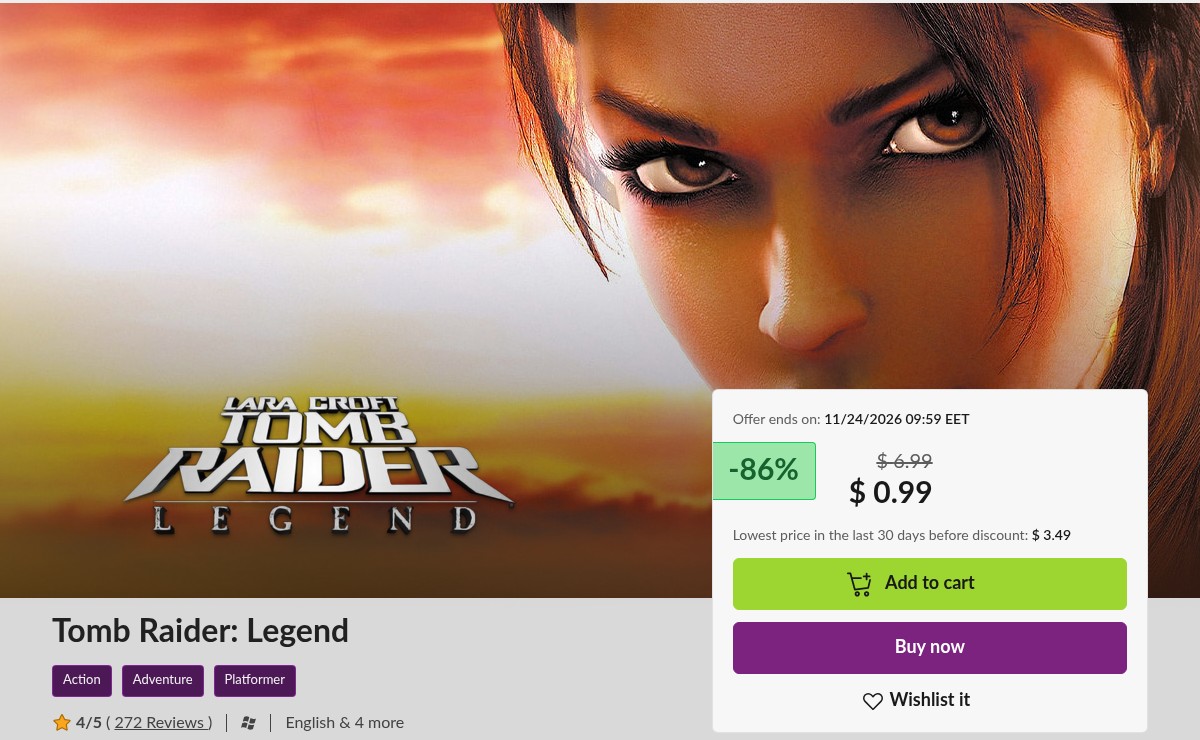 LARA CROFT
TOMB
RAIDER
LEGEND
Offer ends on: 11/24/2026 09:59 EET
-86%
$ 6.99
$ 0.99
Lowest price in the last 30 days before discount: $ 3.49
Add to cart
Buy now
Wishlist it
Tomb Raider: Legend
Action Adventure Platformer
4/5 ( 272 Reviews ) English & 4 more